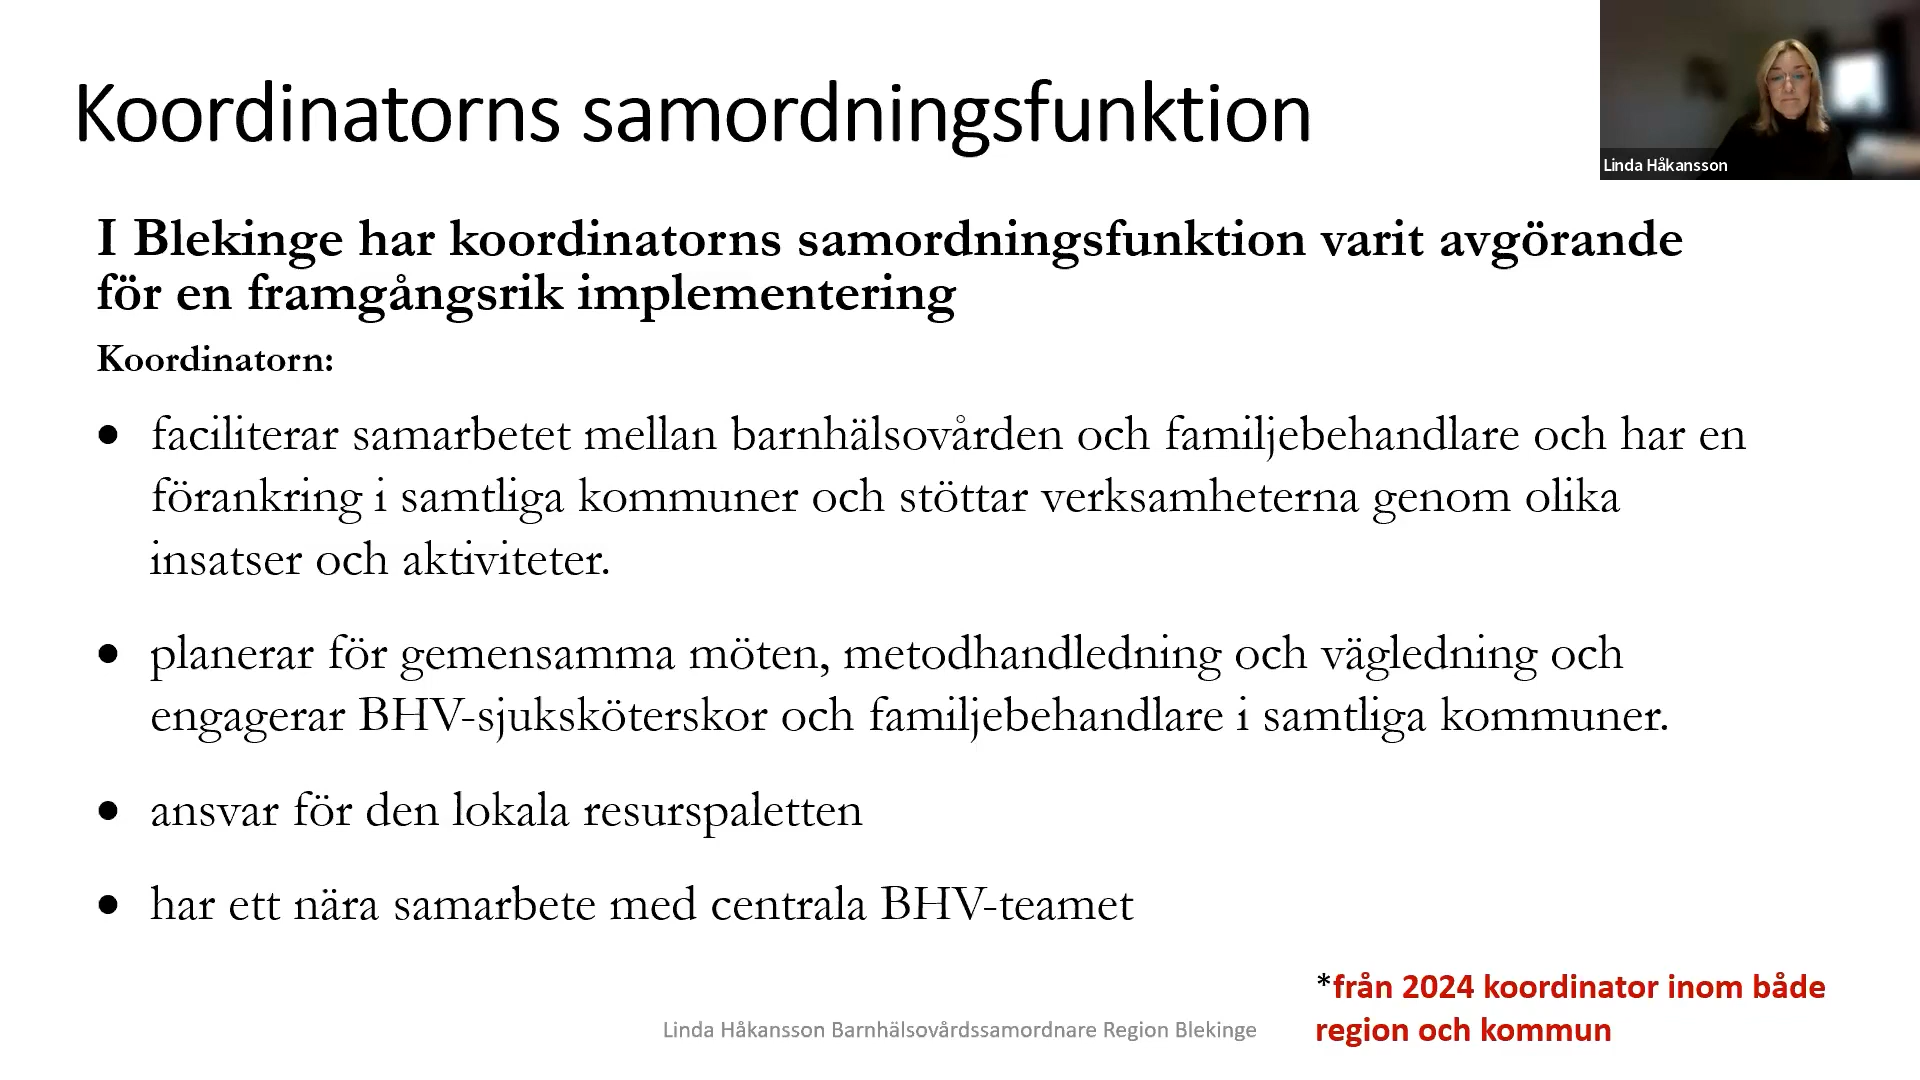 Koordinatorns samordningsfunktion
Linda Håkansson
I Blekinge har koordinatorns samordningsfunktion varit avgörande
för en framgångsrik implementering
Koordinatorn:
• faciliterar samarbetet mellan barnhälsovården och familjebehandlare och har en
förankring i samtliga kommuner och stöttar verksamheterna genom olika
insatser och aktiviteter.
• planerar för gemensamma möten, metodhandledning och vägledning och
engagerar BHV-sjuksköterskor och familjebehandlare i samtliga kommuner.
• ansvar för den lokala resurspaletten
• har ett nära samarbete med centrala BHV-teamet
*från 2024 koordinator inom både
region och kommun
Linda Håkansson Barnhälsovårdssamordnare Region Blekinge